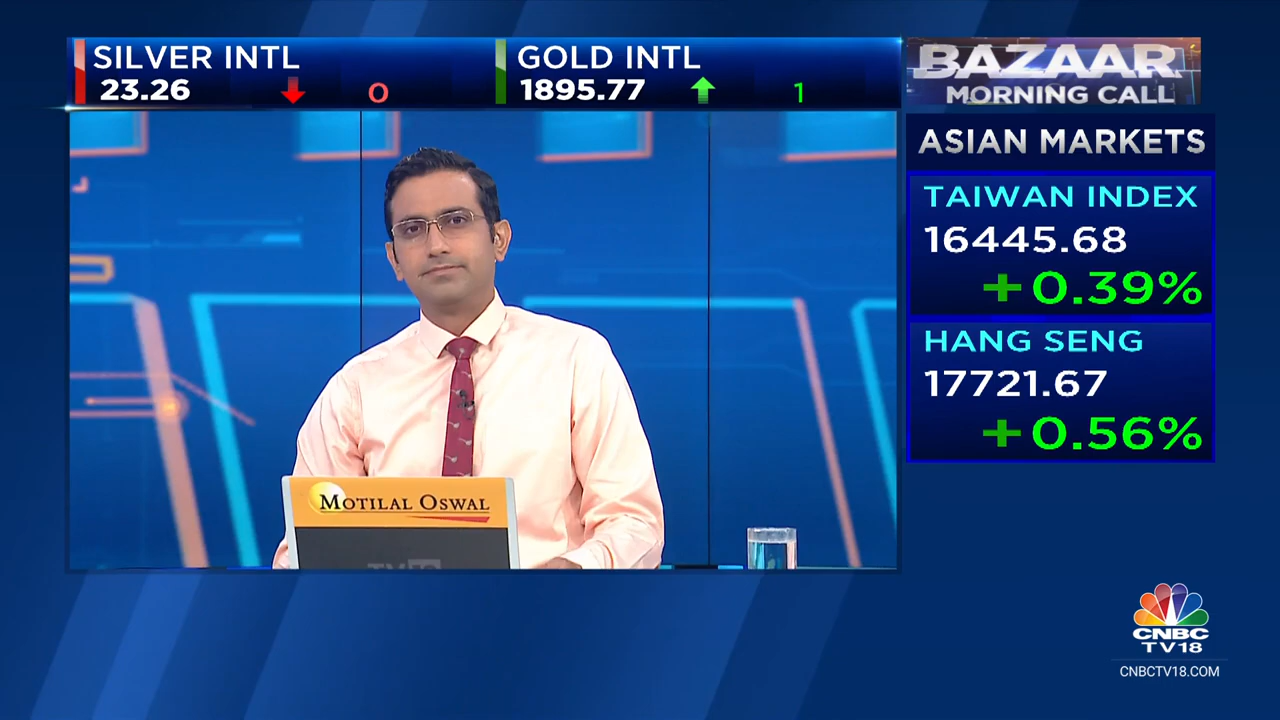 SILVER INTL
23.26
0
GOLD INTL
1895.77
1
BAZAAR
MORNING CALL
ASIAN MARKETS
TAIWAN INDEX
16445.68
+0.39%
HANG SENG
17721.67
+0.56%
MOTILAL OSWAL
TV18
CNBC
TV18
CNBCTV18.COM